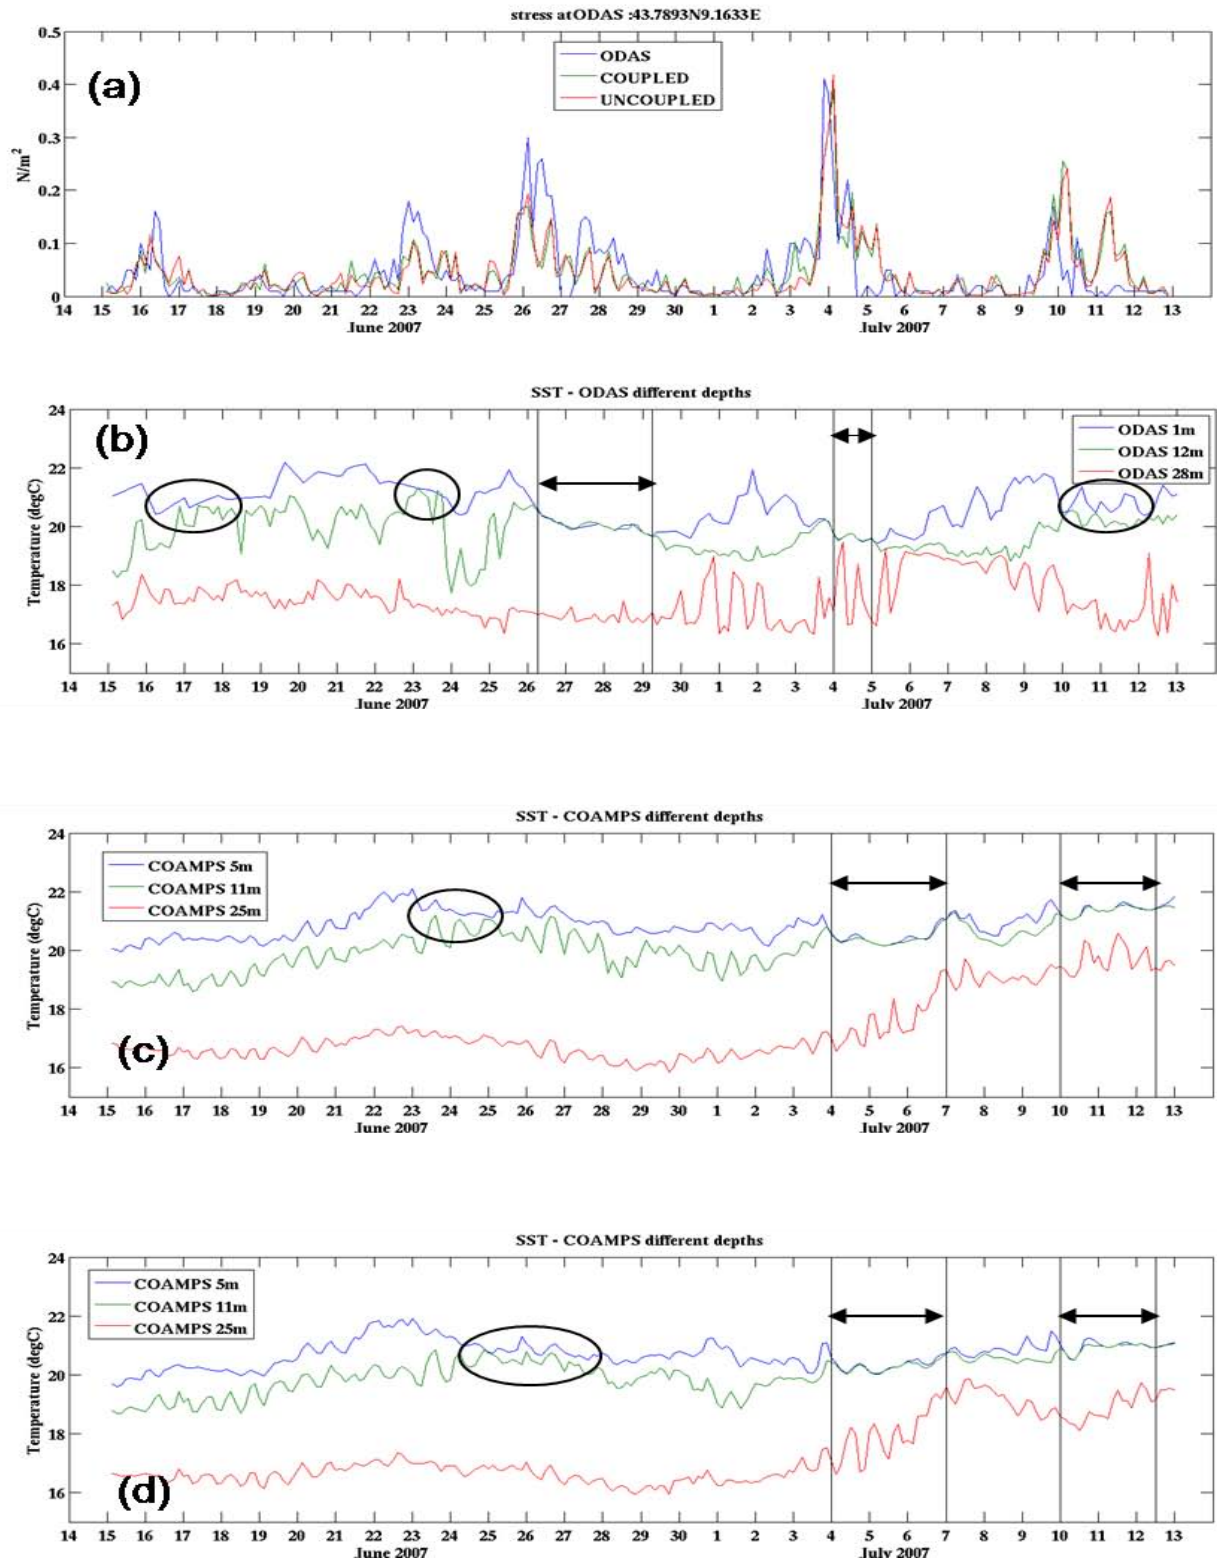 stress at ODAS :43.7893N9.1633E
(a)
ODAS
COUPLED
UNCOUPLED
N/m²
0.5
0.4
0.3
0.2
0.1
0
14 15 16 17 18 19 20 21 22 23 24 25 26 27 28 29 30 1 2 3 4 5 6 7 8 9 10 11 12 13
June 2007 July 2007
SST - ODAS different depths
(b)
ODAS 1m
ODAS 12m
ODAS 28m
Temperature (degC)
24
22
20
18
16
14 15 16 17 18 19 20 21 22 23 24 25 26 27 28 29 30 1 2 3 4 5 6 7 8 9 10 11 12 13
June 2007 July 2007
SST - COAMPS different depths
COAMPS 5m
COAMPS 11m
COAMPS 25m
(c)
Temperature (degC)
24
22
20
18
16
14 15 16 17 18 19 20 21 22 23 24 25 26 27 28 29 30 1 2 3 4 5 6 7 8 9 10 11 12 13
June 2007 July 2007
SST - COAMPS different depths
COAMPS 5m
COAMPS 11m
COAMPS 25m
(d)
Temperature (degC)
24
22
20
18
16
14 15 16 17 18 19 20 21 22 23 24 25 26 27 28 29 30 1 2 3 4 5 6 7 8 9 10 11 12 13
June 2007 July 2007